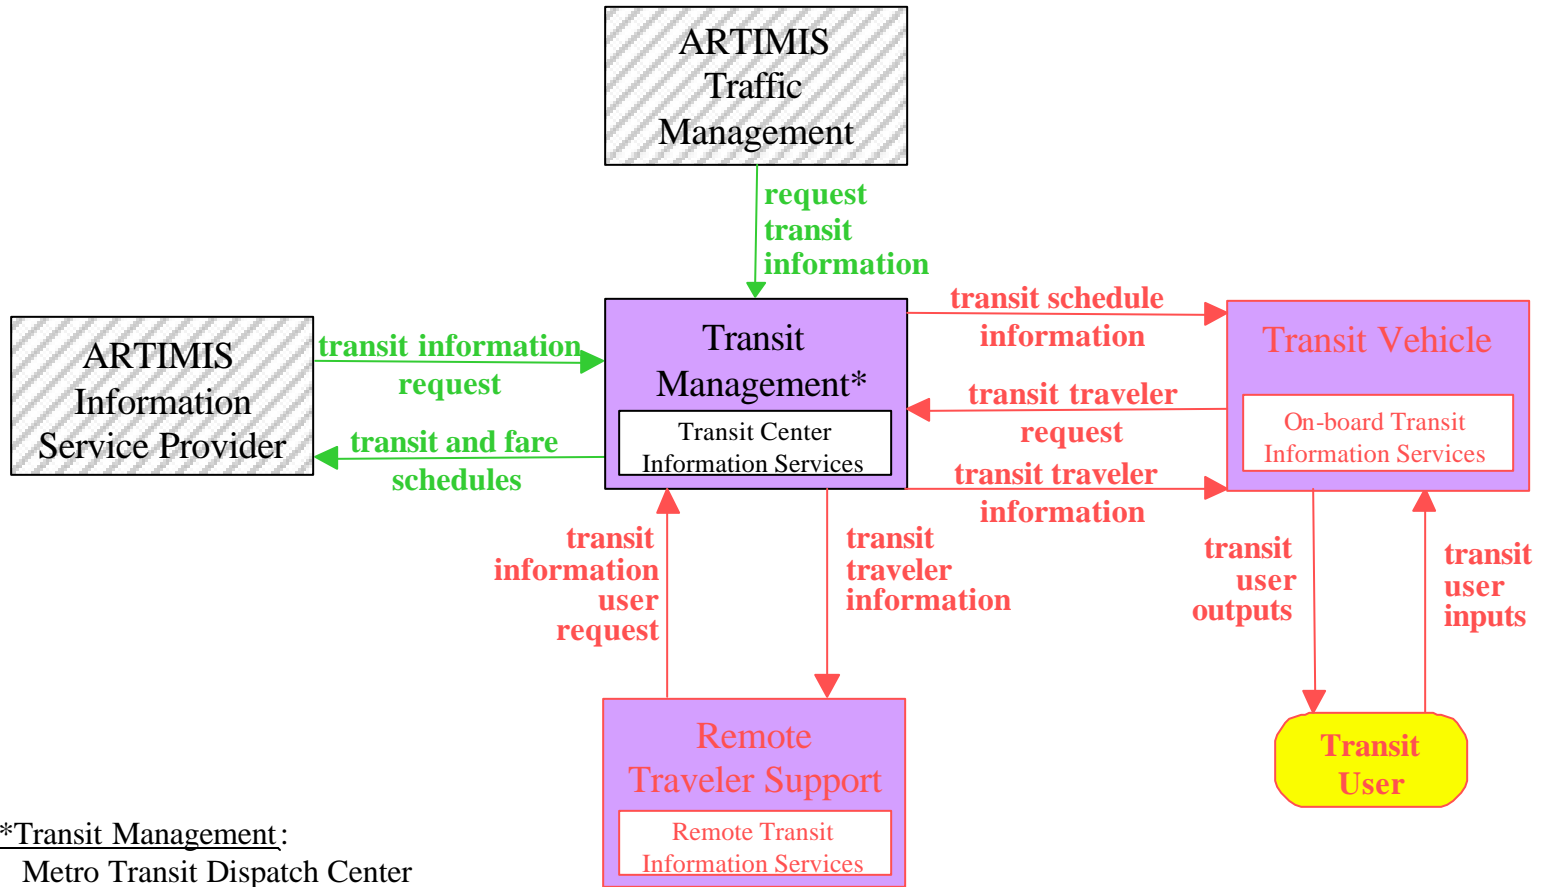 ARTIMIS
Traffic
Management
request
transit
information
ARTIMIS
Information
Service Provider
transit information
request
transit and fare
schedules
Transit
Management*
Transit Center
Information Services
transit schedule
information
transit traveler
request
transit traveler
information
Transit Vehicle
On-board Transit
Information Services
transit
information
user
request
transit
traveler
information
transit
user
outputs
transit
user
inputs
Remote
Traveler Support
Remote Transit
Information Services
Transit
User
*Transit Management:
Metro Transit Dispatch Center